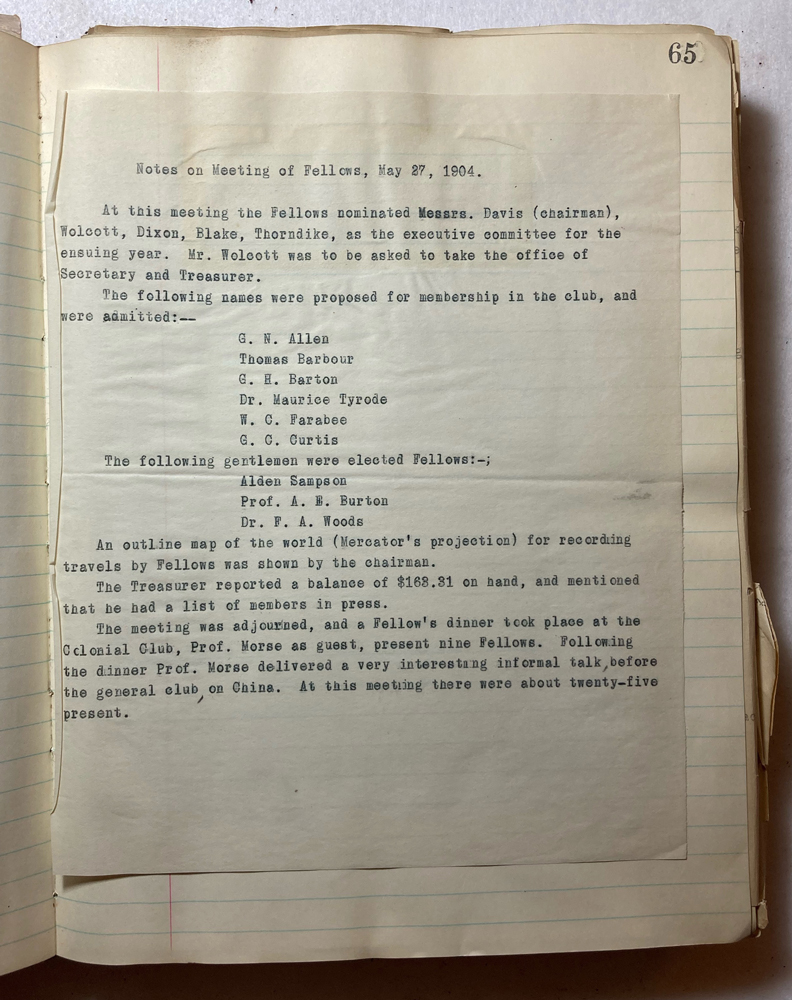 65
Notes on Meeting of Fellows, May 27, 1904.
At this meeting the Fellows nominated Messrs. Davis (chairman),
Wolcott, Dixon, Blake, Thorndike, as the executive committee for the
ensuing year. Mr. Wolcott was to be asked to take the office of
Secretary and Treasurer.
The following names were proposed for membership in the club, and
were admitted:--
G. N. Allen
Thomas Barbour
G. H. Barton
Dr. Maurice Tyrode
W. C. Farabee
G. C. Curtis
The following gentlemen were elected Fellows:-;
Alden Sampson
Prof. A. E. Burton
Dr. F. A. Woods
An outline map of the world (Mercator's projection) for recording
travels by Fellows was shown by the chairman.
The Treasurer reported a balance of $168.31 on hand, and mentioned
that he had a list of members in press.
The meeting was adjourned, and a Fellow's dinner took place at the
Colonial Club, Prof. Morse as guest, present nine Fellows. Following
the dinner Prof. Morse delivered a very interesting informal talk, before
the general club, on China. At this meeting there were about twenty-five
present.